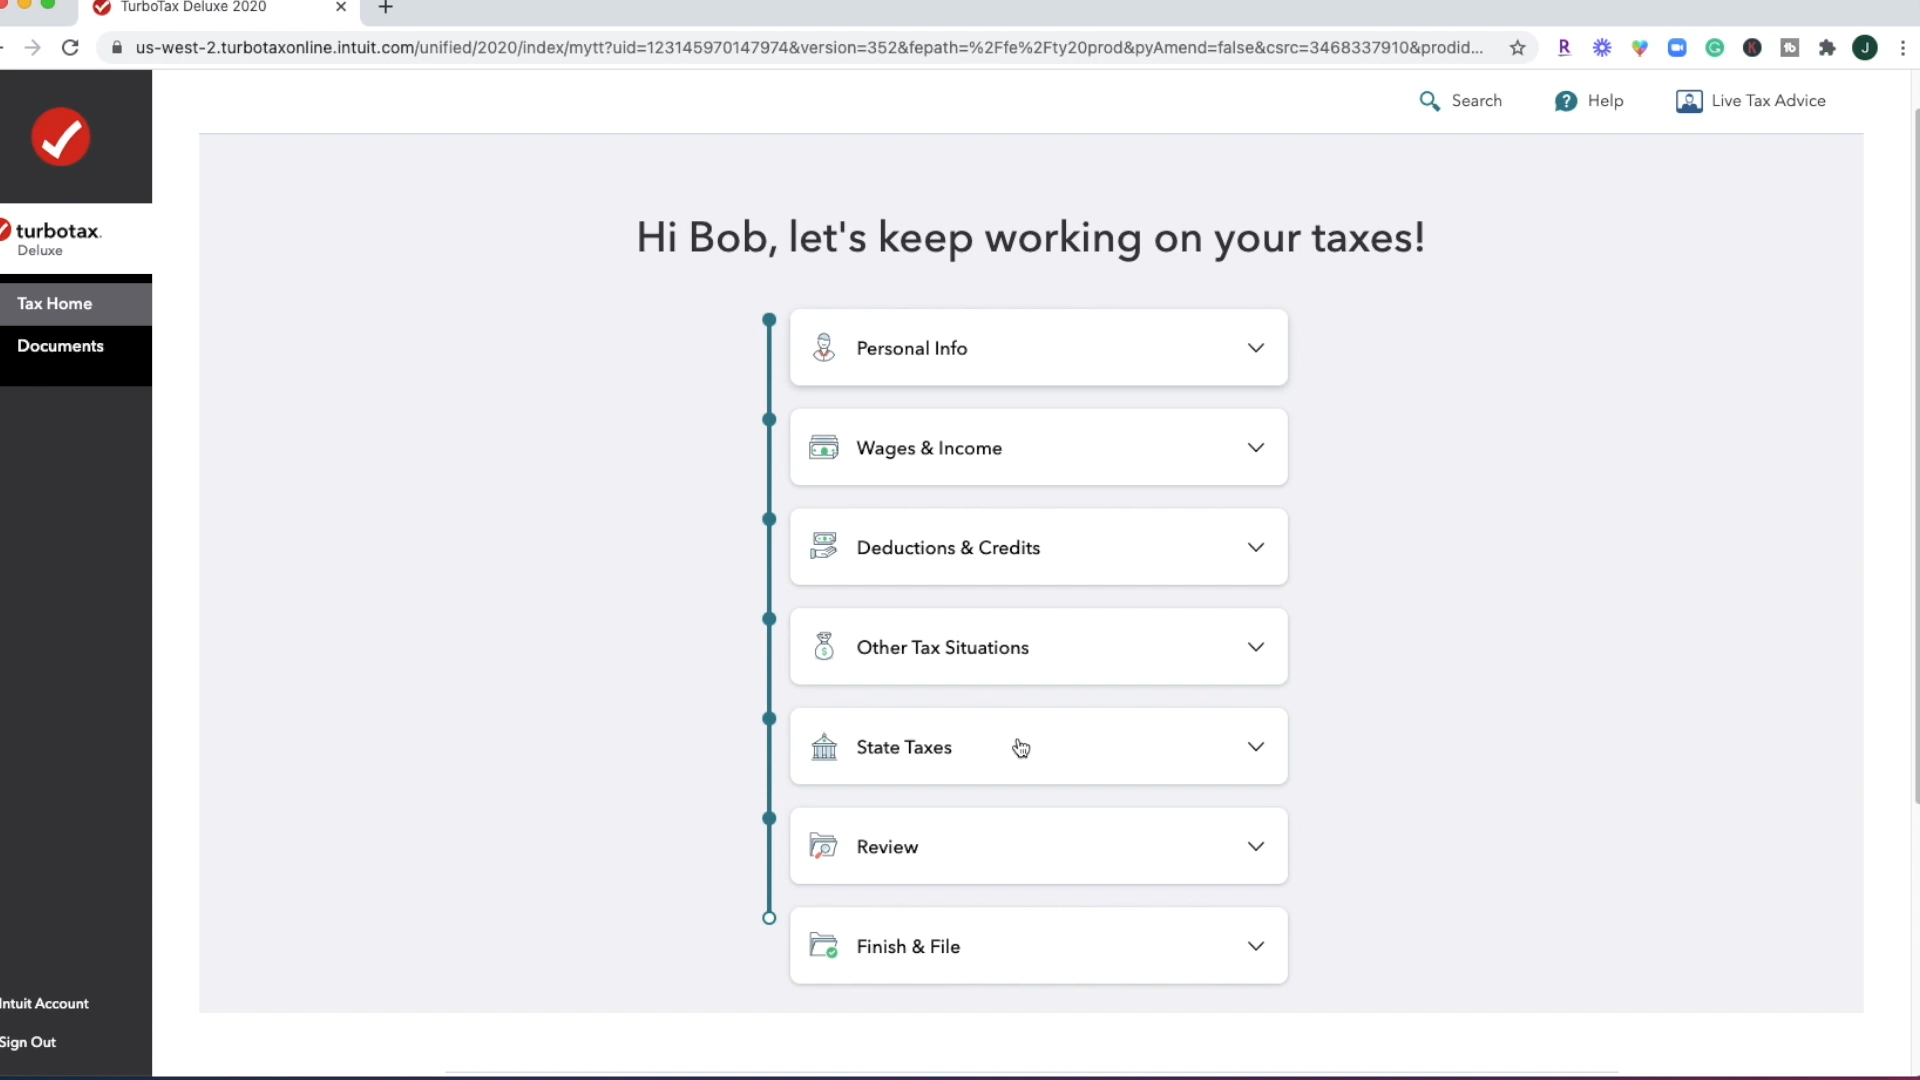 TurboTax Deluxe 2020
us-west-2.turbotaxonline.intuit.com/unified/2020/index/mytt?uid=123145970147974&version=352&fepath=%2Ffe%2Fty20prod&pyAmend=false&csrc=3468337910&prodid...
R
G
K
tb
J
Search
? Help
Live Tax Advice
turbotax.
Deluxe
Tax Home
Documents
Hi Bob, let's keep working on your taxes!
Personal Info
Wages & Income
Deductions & Credits
Other Tax Situations
State Taxes
Review
Finish & File
Intuit Account
Sign Out